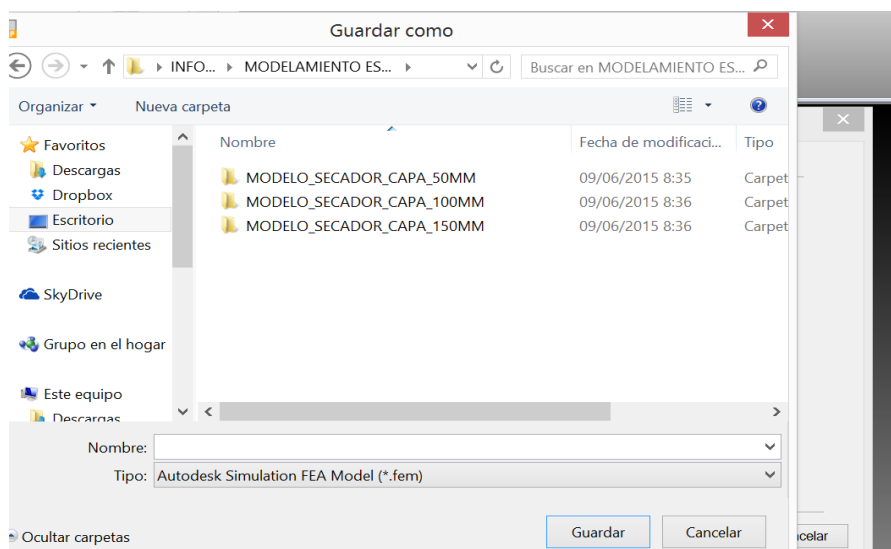 Guardar como
INFO... MODELAMIENTO ES...
Buscar en MODELAMIENTO ES...
Organizar
Nueva carpeta
Nombre
Fecha de modificaci...
Tipo
Favoritos
Descargas
Dropbox
Escritorio
Sitios recientes
SkyDrive
Grupo en el hogar
Este equipo
Descargas
MODELO_SECADOR_CAPA_50MM 09/06/2015 8:35 Carpet
MODELO_SECADOR_CAPA_100MM 09/06/2015 8:36 Carpet
MODELO_SECADOR_CAPA_150MM 09/06/2015 8:36 Carpet
Nombre:
Tipo: Autodesk Simulation FEA Model (*.fem)
Ocultar carpetas
Guardar
Cancelar
celar